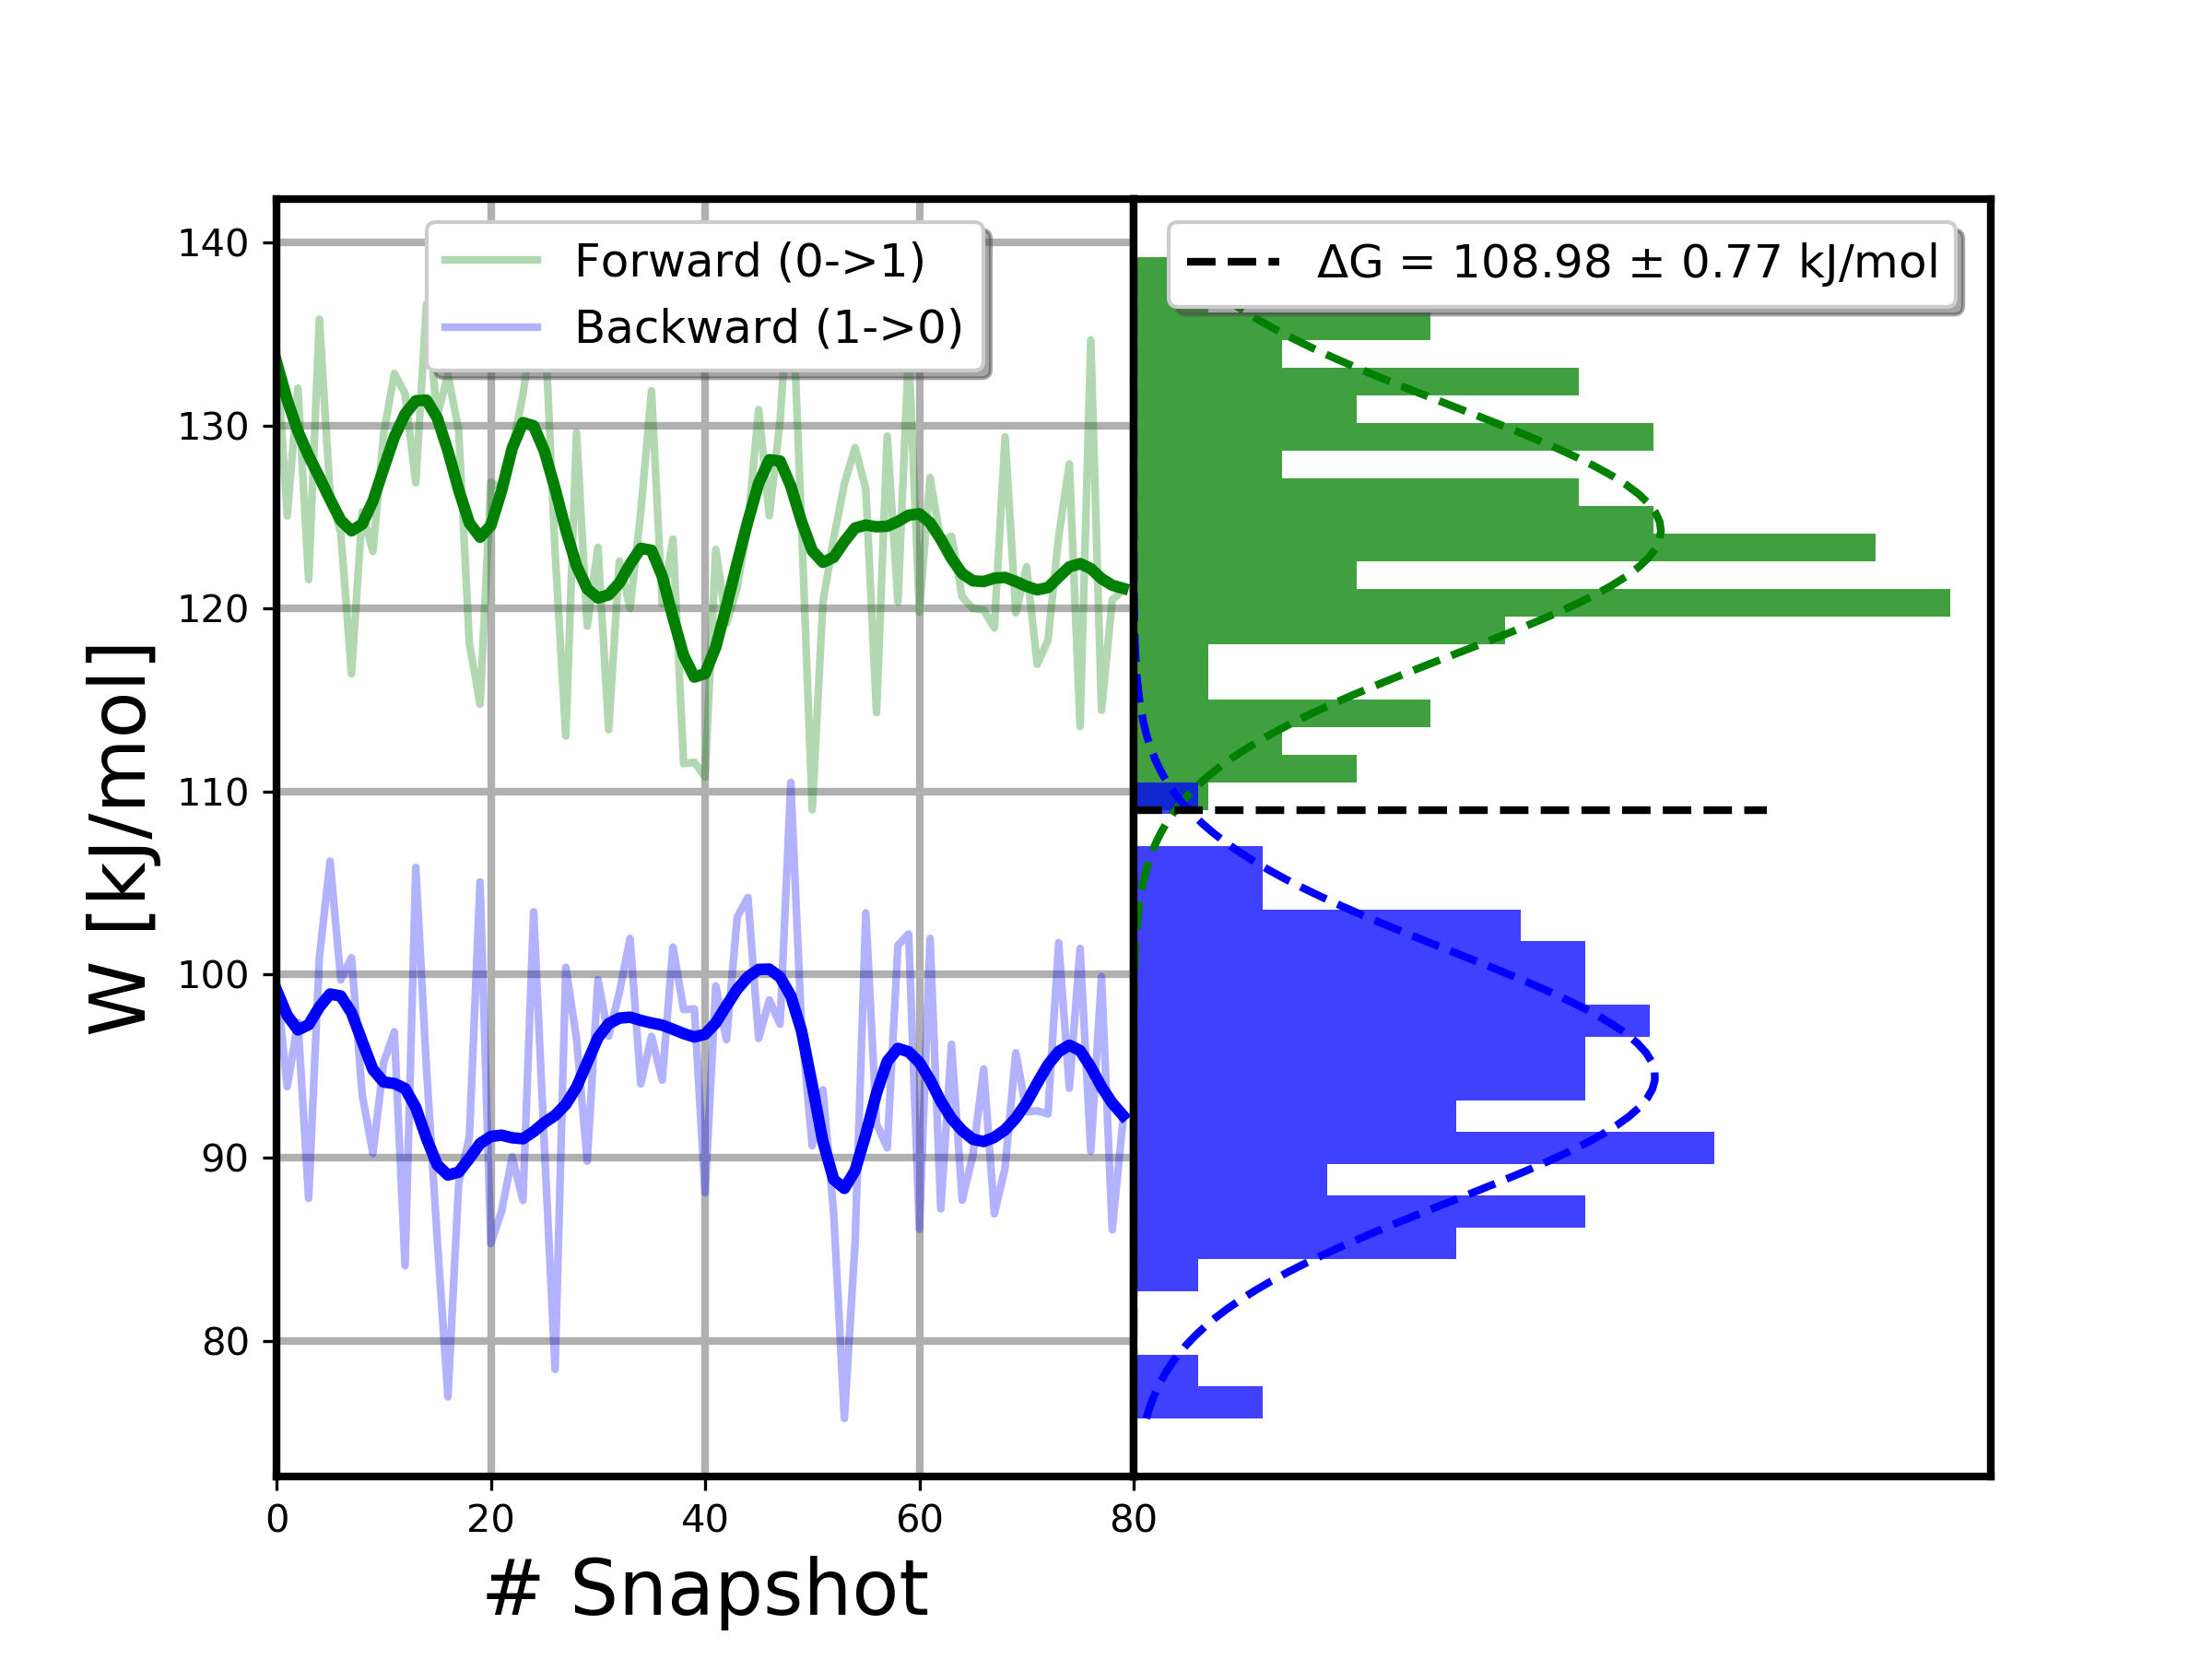 Forward (0->1)
Backward (1->0)
ΔG = 108.98 ± 0.77 kJ/mol
W [kJ/mol]
140
130
120
110
100
90
80
0 20 40 60 80
# Snapshot